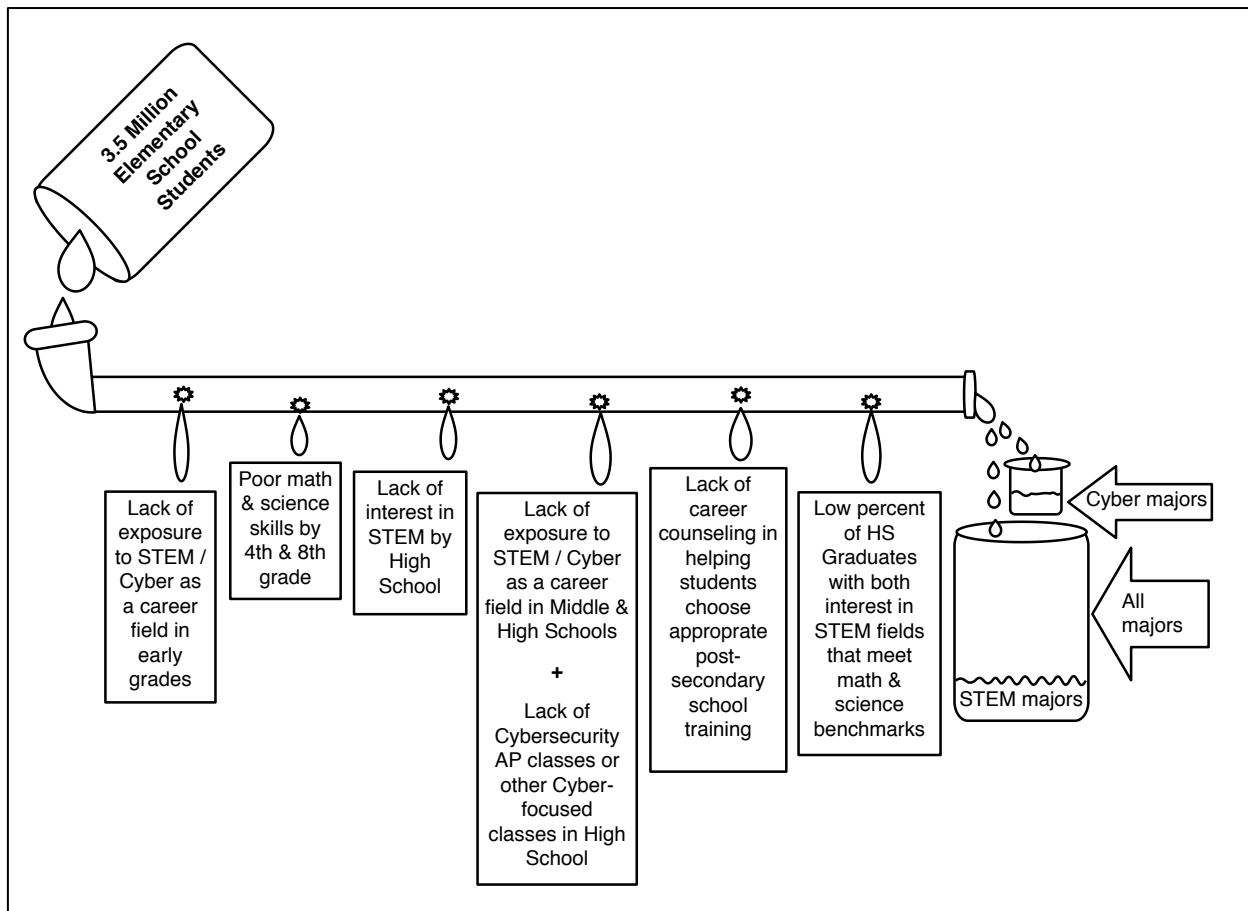 3.5 Million
Elementary
School
Students
Lack of
exposure
to STEM /
Cyber as
a career
field in
early
grades
Poor math
& science
skills by
4th & 8th
grade
Lack of
interest in
STEM by
High
School
Lack of
exposure to
STEM / Cyber
as a career
field in Middle &
High Schools
+
Lack of
Cybersecurity
AP classes or
other Cyber-
focused
classes in High
School
Lack of
career
counseling in
helping
students
choose
approprate
post-
secondary
school
training
Low percent
of HS
Graduates
with both
interest in
STEM fields
that meet
math &
science
benchmarks
Cyber majors
All
majors
STEM majors